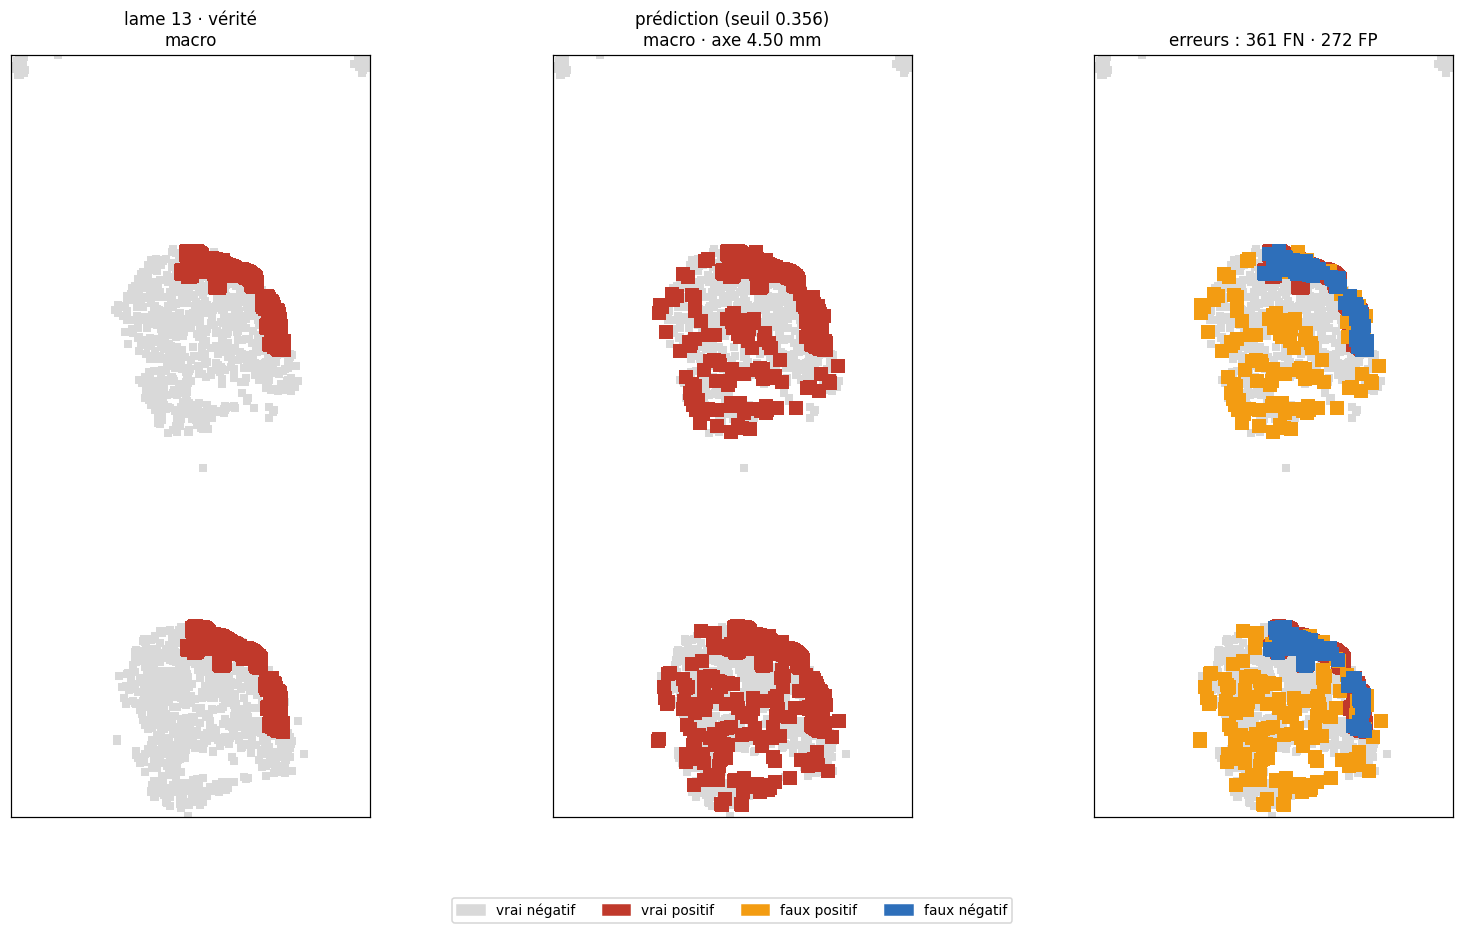 lame 13 · vérité
macro
prédiction (seuil 0.356)
macro · axe 4.50 mm
erreurs : 361 FN · 272 FP
vrai négatif
vrai positif
faux positif
faux négatif